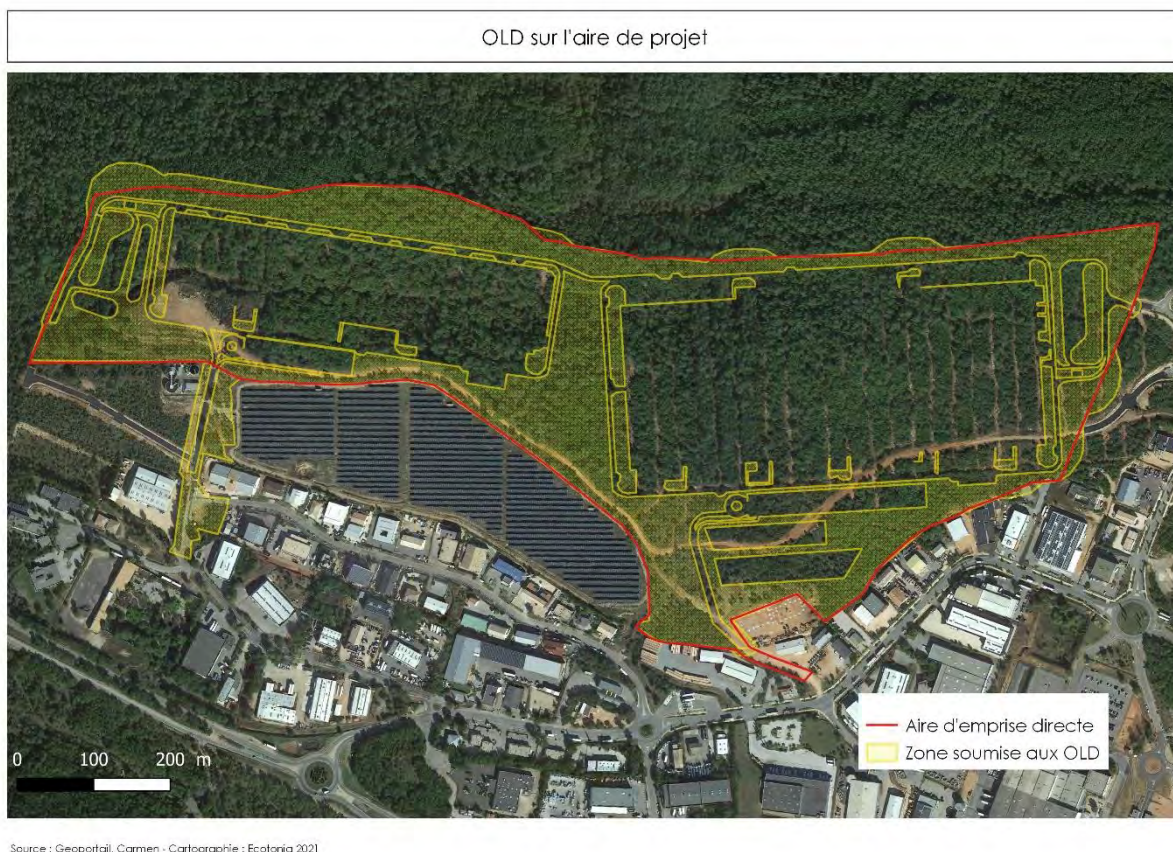 OLD sur l'aire de projet
Aire d'emprise directe
Zone soumise aux OLD
0 100 200 m
Source : Geoportail, Carmen - Cartographie : Ecotonia 2021